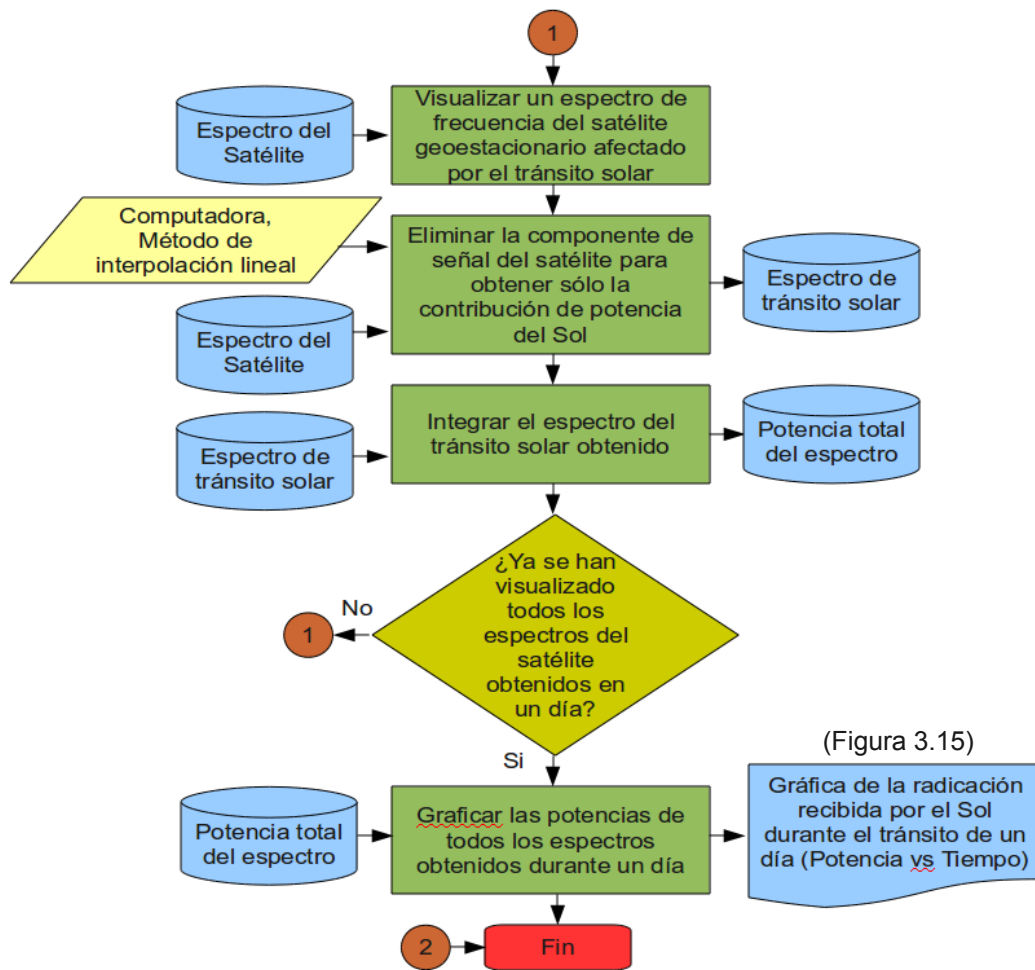 1
Visualizar un espectro de
frecuencia del satélite
geoestacionario afectado
por el tránsito solar
Espectro del
Satélite
Computadora,
Método de
interpolación lineal
Eliminar la componente de
señal del satélite para
obtener sólo la
contribución de potencia
del Sol
Espectro de
tránsito solar
Espectro del
Satélite
Integrar el espectro del
tránsito solar obtenido
Potencia total
del espectro
Espectro de
tránsito solar
¿Ya se han
visualizado
todos los
espectros del
satélite
obtenidos en
un día?
No
1
Si
(Figura 3.15)
Potencia total
del espectro
Graficar las potencias de
todos los espectros
obtenidos durante un día
Gráfica de la radicación
recibida por el Sol
durante el tránsito de un
día (Potencia vs Tiempo)
2
Fin